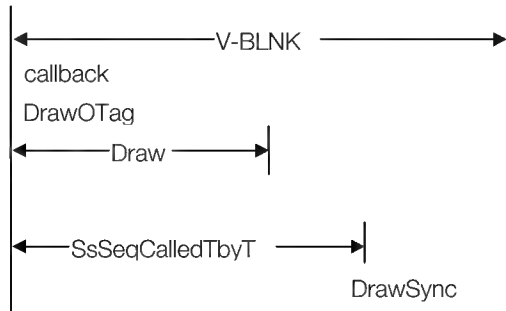 V-BLNK
callback
DrawOTag
Draw
SsSeqCalledTbyT
DrawSync